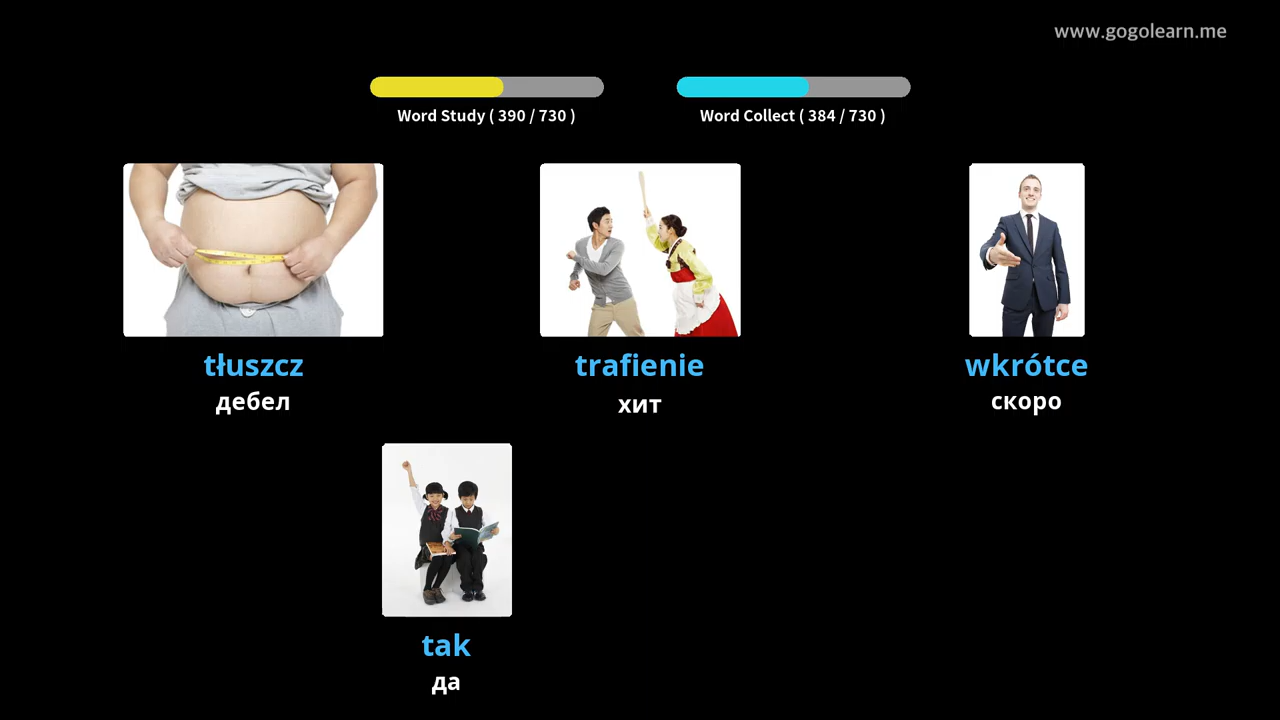 www.gogolearn.me
Word Study ( 390 / 730 )
Word Collect ( 384 / 730 )
tłuszcz
дебел
trafienie
хит
wkrótce
скоро
tak
да